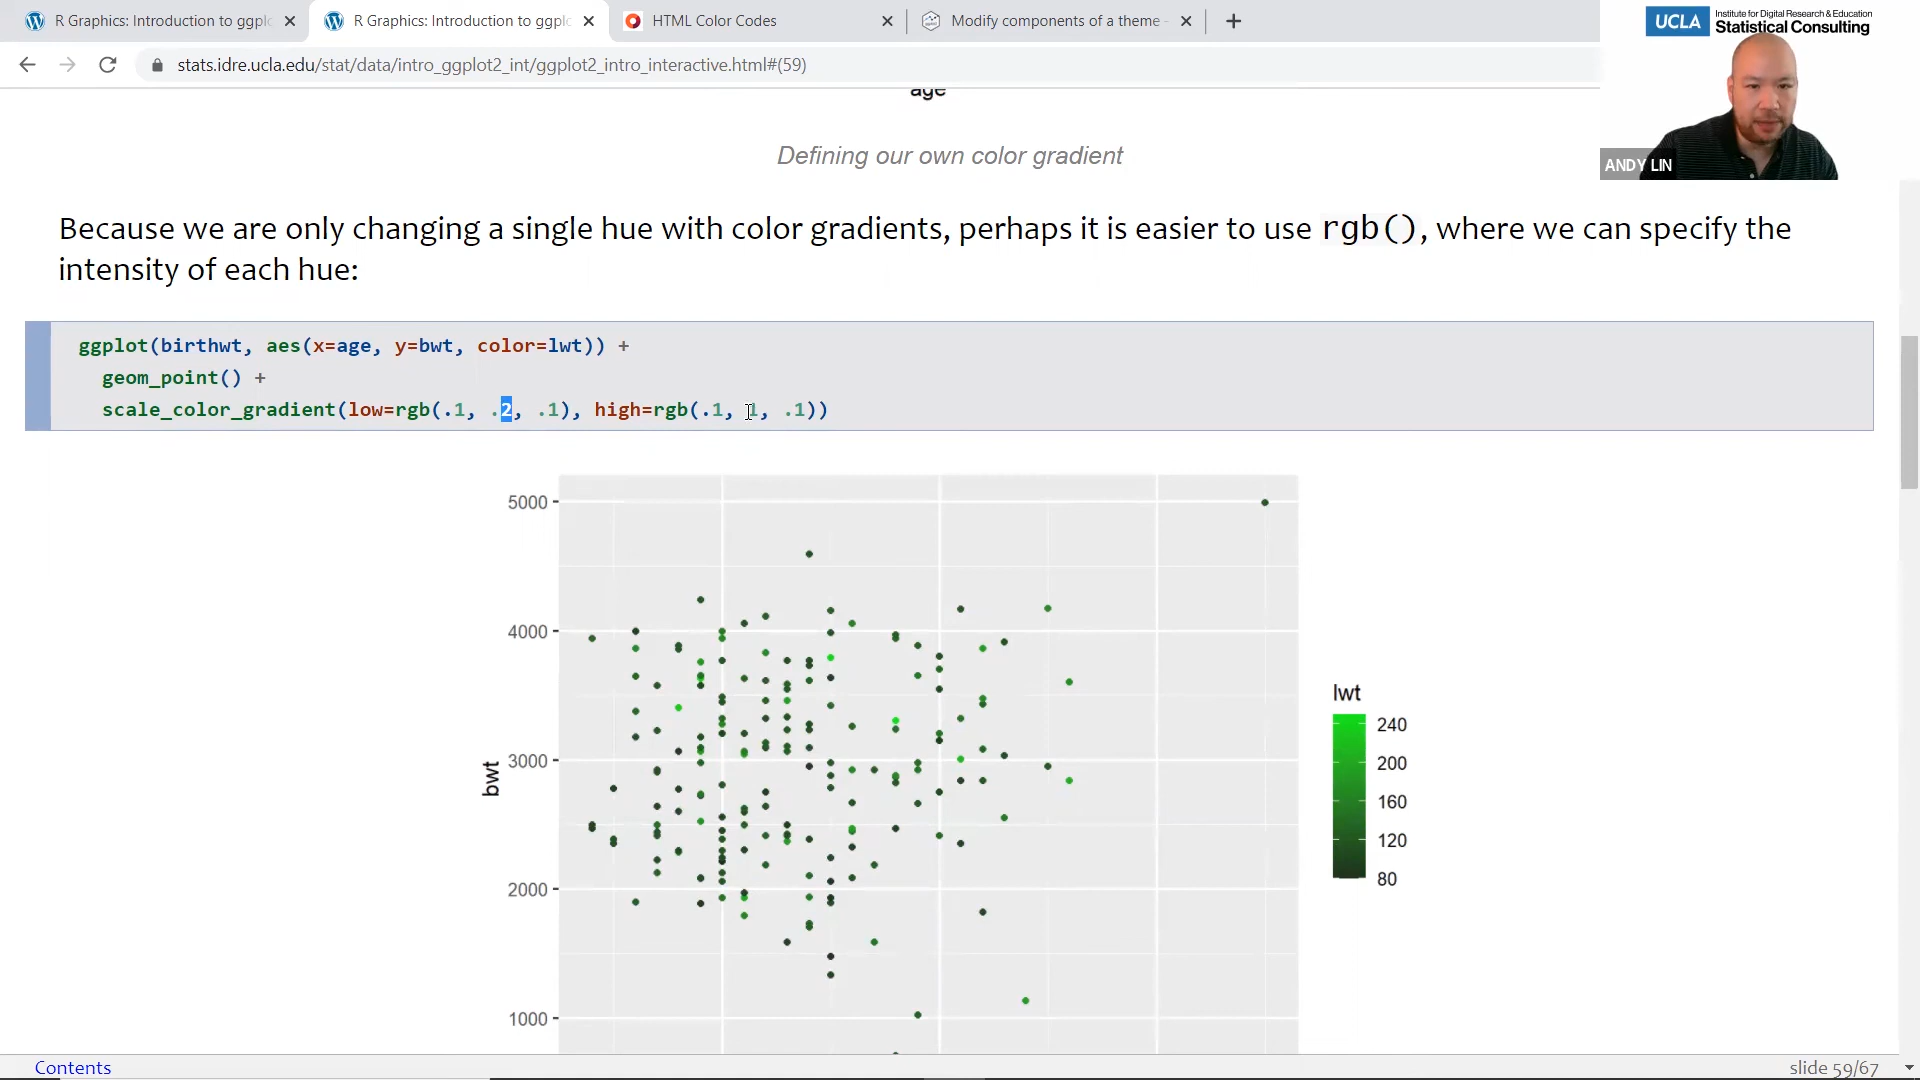 R Graphics: Introduction to ggpl
R Graphics: Introduction to ggpl
HTML Color Codes
Modify components of a theme -
stats.idre.ucla.edu/stat/data/intro_ggplot2_int/ggplot2_intro_interactive.html#(59)
UCLA
Institute for Digital Research & Education
Statistical Consulting
ANDY LIN
age
Defining our own color gradient
Because we are only changing a single hue with color gradients, perhaps it is easier to use rgb(), where we can specify the
intensity of each hue:
ggplot(birthwt, aes(x=age, y=bwt, color=lwt)) +
geom_point() +
scale_color_gradient(low=rgb(.1, .2, .1), high=rgb(.1, 1, .1))
5000
4000
3000
2000
1000
bwt
lwt
240
200
160
120
80
Contents
slide 59/67